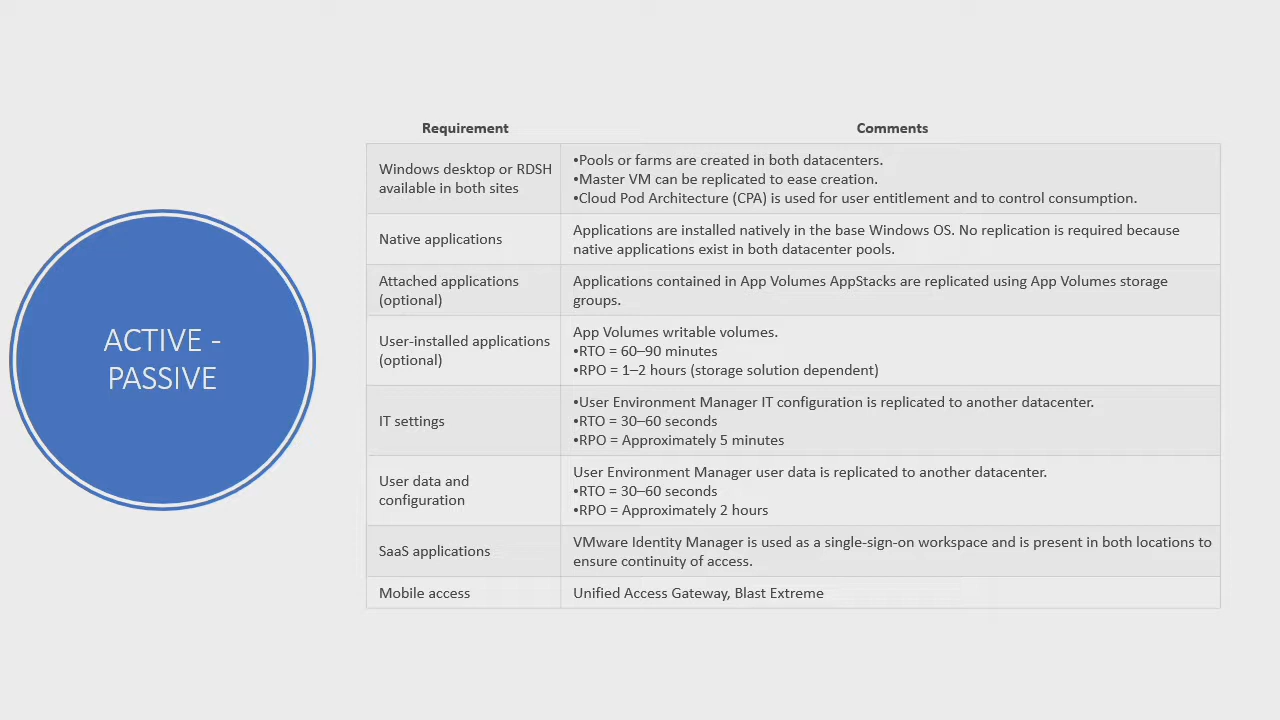 ACTIVE -
PASSIVE
Requirement
Comments
Windows desktop or RDSH
available in both sites
•Pools or farms are created in both datacenters.
•Master VM can be replicated to ease creation.
•Cloud Pod Architecture (CPA) is used for user entitlement and to control consumption.
Native applications
Applications are installed natively in the base Windows OS. No replication is required because
native applications exist in both datacenter pools.
Attached applications
(optional)
Applications contained in App Volumes AppStacks are replicated using App Volumes storage
groups.
User-installed applications
(optional)
App Volumes writable volumes.
•RTO = 60–90 minutes
•RPO = 1–2 hours (storage solution dependent)
IT settings
•User Environment Manager IT configuration is replicated to another datacenter.
•RTO = 30–60 seconds
•RPO = Approximately 5 minutes
User data and
configuration
User Environment Manager user data is replicated to another datacenter.
•RTO = 30–60 seconds
•RPO = Approximately 2 hours
SaaS applications
VMware Identity Manager is used as a single-sign-on workspace and is present in both locations to
ensure continuity of access.
Mobile access
Unified Access Gateway, Blast Extreme